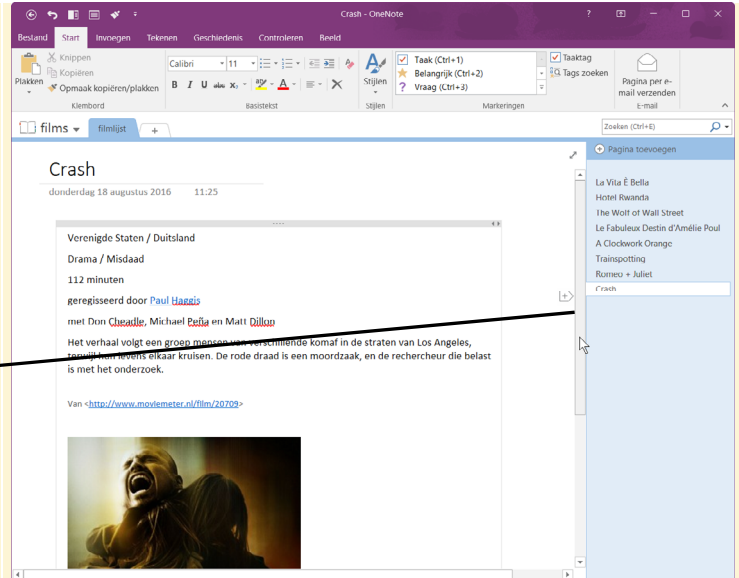 Crash - OneNote
?
Bestand Start Invoegen Tekenen Geschiedenis Controleren Beeld
Plakken
Knippen
Kopiëren
Opmaak kopiëren/plakken
Klembord
Calibri 11
B I U abc X₂ aby A
Basistekst
A
Stijlen
Stijlen
Taak (Ctrl+1)
Belangrijk (Ctrl+2)
? Vraag (Ctrl+3)
Taaktag
Tags zoeken
Markeringen
Pagina per e-
mail verzenden
E-mail
films filmlijst +
Zoeken (Ctrl+E)
Pagina toevoegen
Crash
donderdag 18 augustus 2016 11:25
Verenigde Staten / Duitsland
Drama / Misdaad
112 minuten
geregisseerd door Paul Haggis
met Don Cheadle, Michael Peña en Matt Dillon
Het verhaal volgt een groep mensen van verschillende komaf in de straten van Los Angeles,
terwijl hun levens elkaar kruisen. De rode draad is een moordzaak, en de rechercheur die belast
is met het onderzoek.
Van <http://www.moviemeter.nl/film/20709>
La Vita È Bella
Hotel Rwanda
The Wolf of Wall Street
Le Fabuleux Destin d'Amélie Poul
A Clockwork Orange
Trainspotting
Romeo + Juliet
Crash